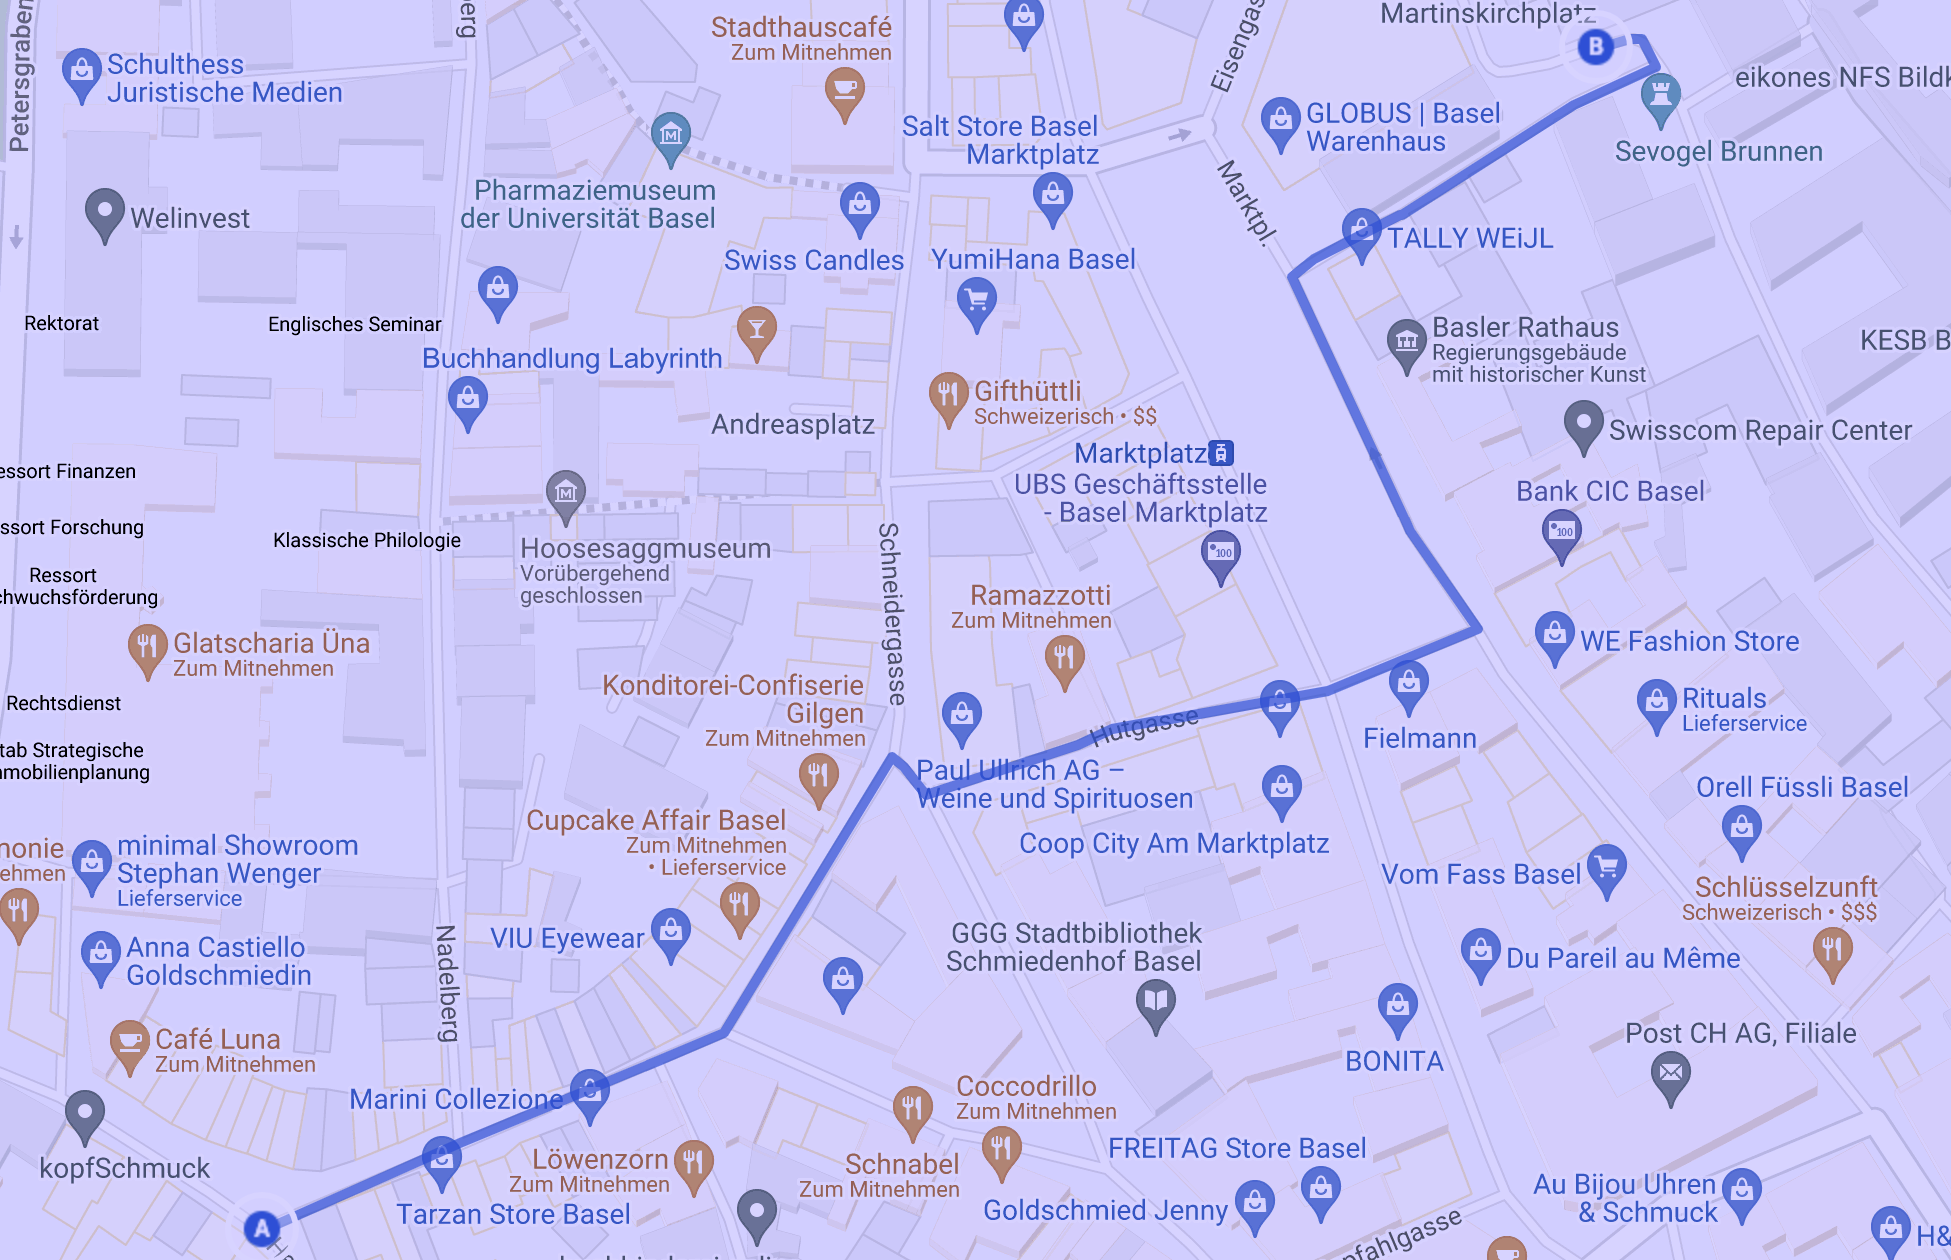 Petersgraben
Schulthess
Juristische Medien
Welinvest
Rektorat
Englisches Seminar
Stadthauscafé
Zum Mitnehmen
Pharmaziemuseum
der Universität Basel
Swiss Candles
Salt Store Basel
Marktplatz
YumiHana Basel
Marktpl.
GLOBUS | Basel
Warenhaus
Martinskirchplatz
B
eikones NFS
Sevogel Brunnen
TALLY WEiJL
Basler Rathaus
Regierungsgebäude
mit historischer Kunst
KESB B
Swisscom Repair Center
Bank CIC Basel
100
Buchhandlung Labyrinth
Andreasplatz
Gifthüttli
Schweizerisch • $$
Marktplatz
UBS Geschäftsstelle
- Basel Marktplatz
100
essort Finanzen
ssort Forschung
Ressort
chwuchsförderung
Klassische Philologie
Hoosesaggmuseum
Vorübergehend
geschlossen
Schneidergasse
Ramazzotti
Zum Mitnehmen
WE Fashion Store
Rituals
Lieferservice
Glatscharia Üna
Zum Mitnehmen
Rechtsdienst
tab Strategische
mmobilienplanung
Konditorei-Confiserie
Gilgen
Zum Mitnehmen
Hutgasse
Fielmann
Paul Ullrich AG –
Weine und Spirituosen
Coop City Am Marktplatz
Orell Füssli Basel
Vom Fass Basel
Schlüsselzunft
Schweizerisch • $$$
Cupcake Affair Basel
Zum Mitnehmen
• Lieferservice
nonie
ehmen
minimal Showroom
Stephan Wenger
Lieferservice
VIU Eyewear
Anna Castiello
Goldschmiedin
Nadelberg
GGG Stadtbibliothek
Schmiedenhof Basel
Du Pareil au Même
Café Luna
Zum Mitnehmen
BONITA
Post CH AG, Filiale
Marini Collezione
Coccodrillo
Zum Mitnehmen
kopfSchmuck
Löwenzorn
Zum Mitnehmen
Schnabel
Zum Mitnehmen
FREITAG Store Basel
Goldschmied Jenny
Au Bijou Uhren
& Schmuck
Tarzan Store Basel
A
pfahlgasse
H&